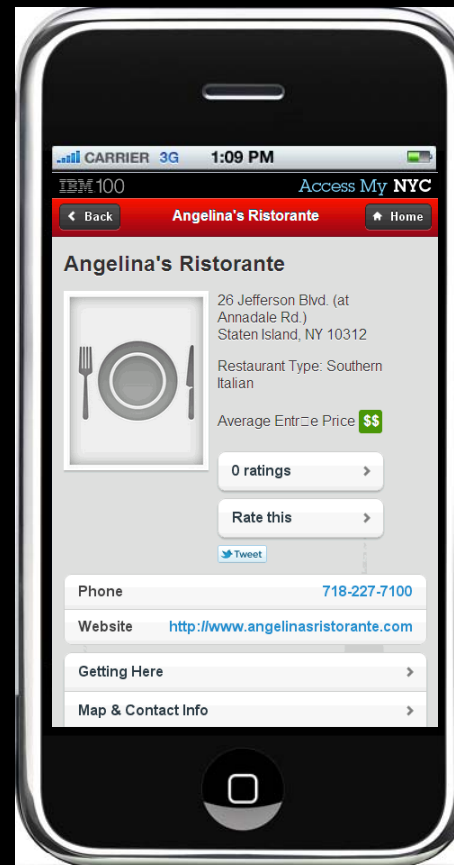 CARRIER 3G 1:09 PM
IBM 100 Access My NYC
Back Angelina's Ristorante Home
Angelina's Ristorante
26 Jefferson Blvd. (at
Annadale Rd.)
Staten Island, NY 10312
Restaurant Type: Southern
Italian
Average Entr□e Price $$
0 ratings
Rate this
Tweet
Phone 718-227-7100
Website http://www.angelinasristorante.com
Getting Here
Map & Contact Info